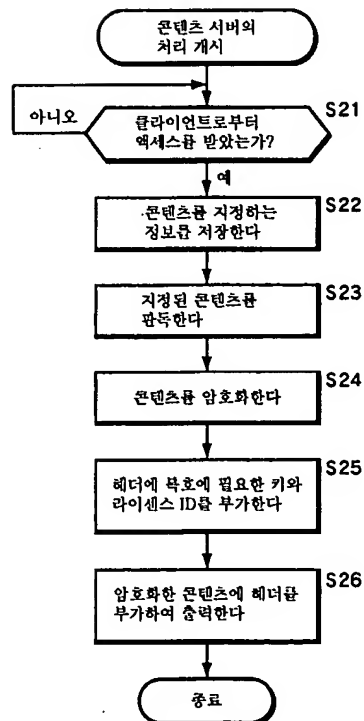 콘텐츠 서버의
처리 개시
아니오
클라이언트로부터
액세스를 받았는가?
S21
예
콘텐츠를 지정하는
정보를 저장한다
S22
지정된 콘텐츠를
판독한다
S23
콘텐츠를 암호화한다
S24
헤더에 복호에 필요한 키와
라이센스 ID를 부가한다
S25
암호화한 콘텐츠에 헤더를
부가하여 출력한다
S26
종료